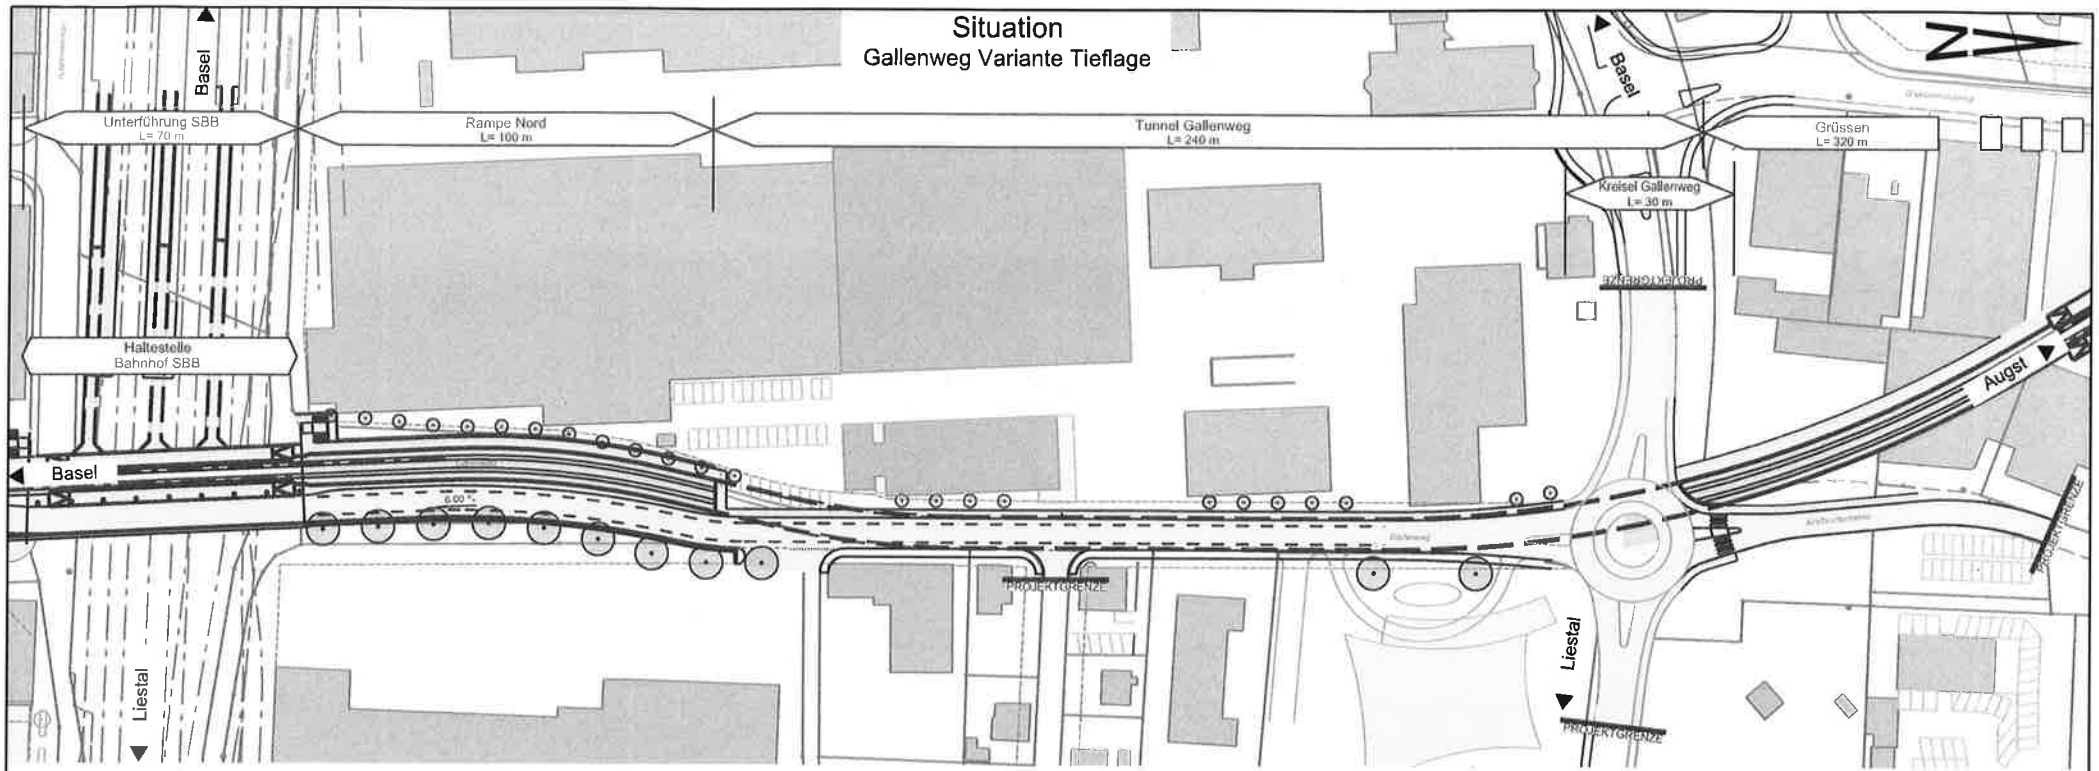 Situation
Gallenweg Variante Tieflage
N
Basel
Basel
Unterführung SBB
L= 70 m
Rampe Nord
L= 100 m
Tunnel Gallenweg
L= 240 m
Grüssen
L= 320 m
Kreisel Gallenweg
L= 30 m
PROJEKTGRENZE
Haltestelle
Bahnhof SBB
Augst
Basel
6.00 %
Gallenweg
PROJEKTGRENZE
PROJEKTGRENZE
Liestal
Liestal
PROJEKTGRENZE